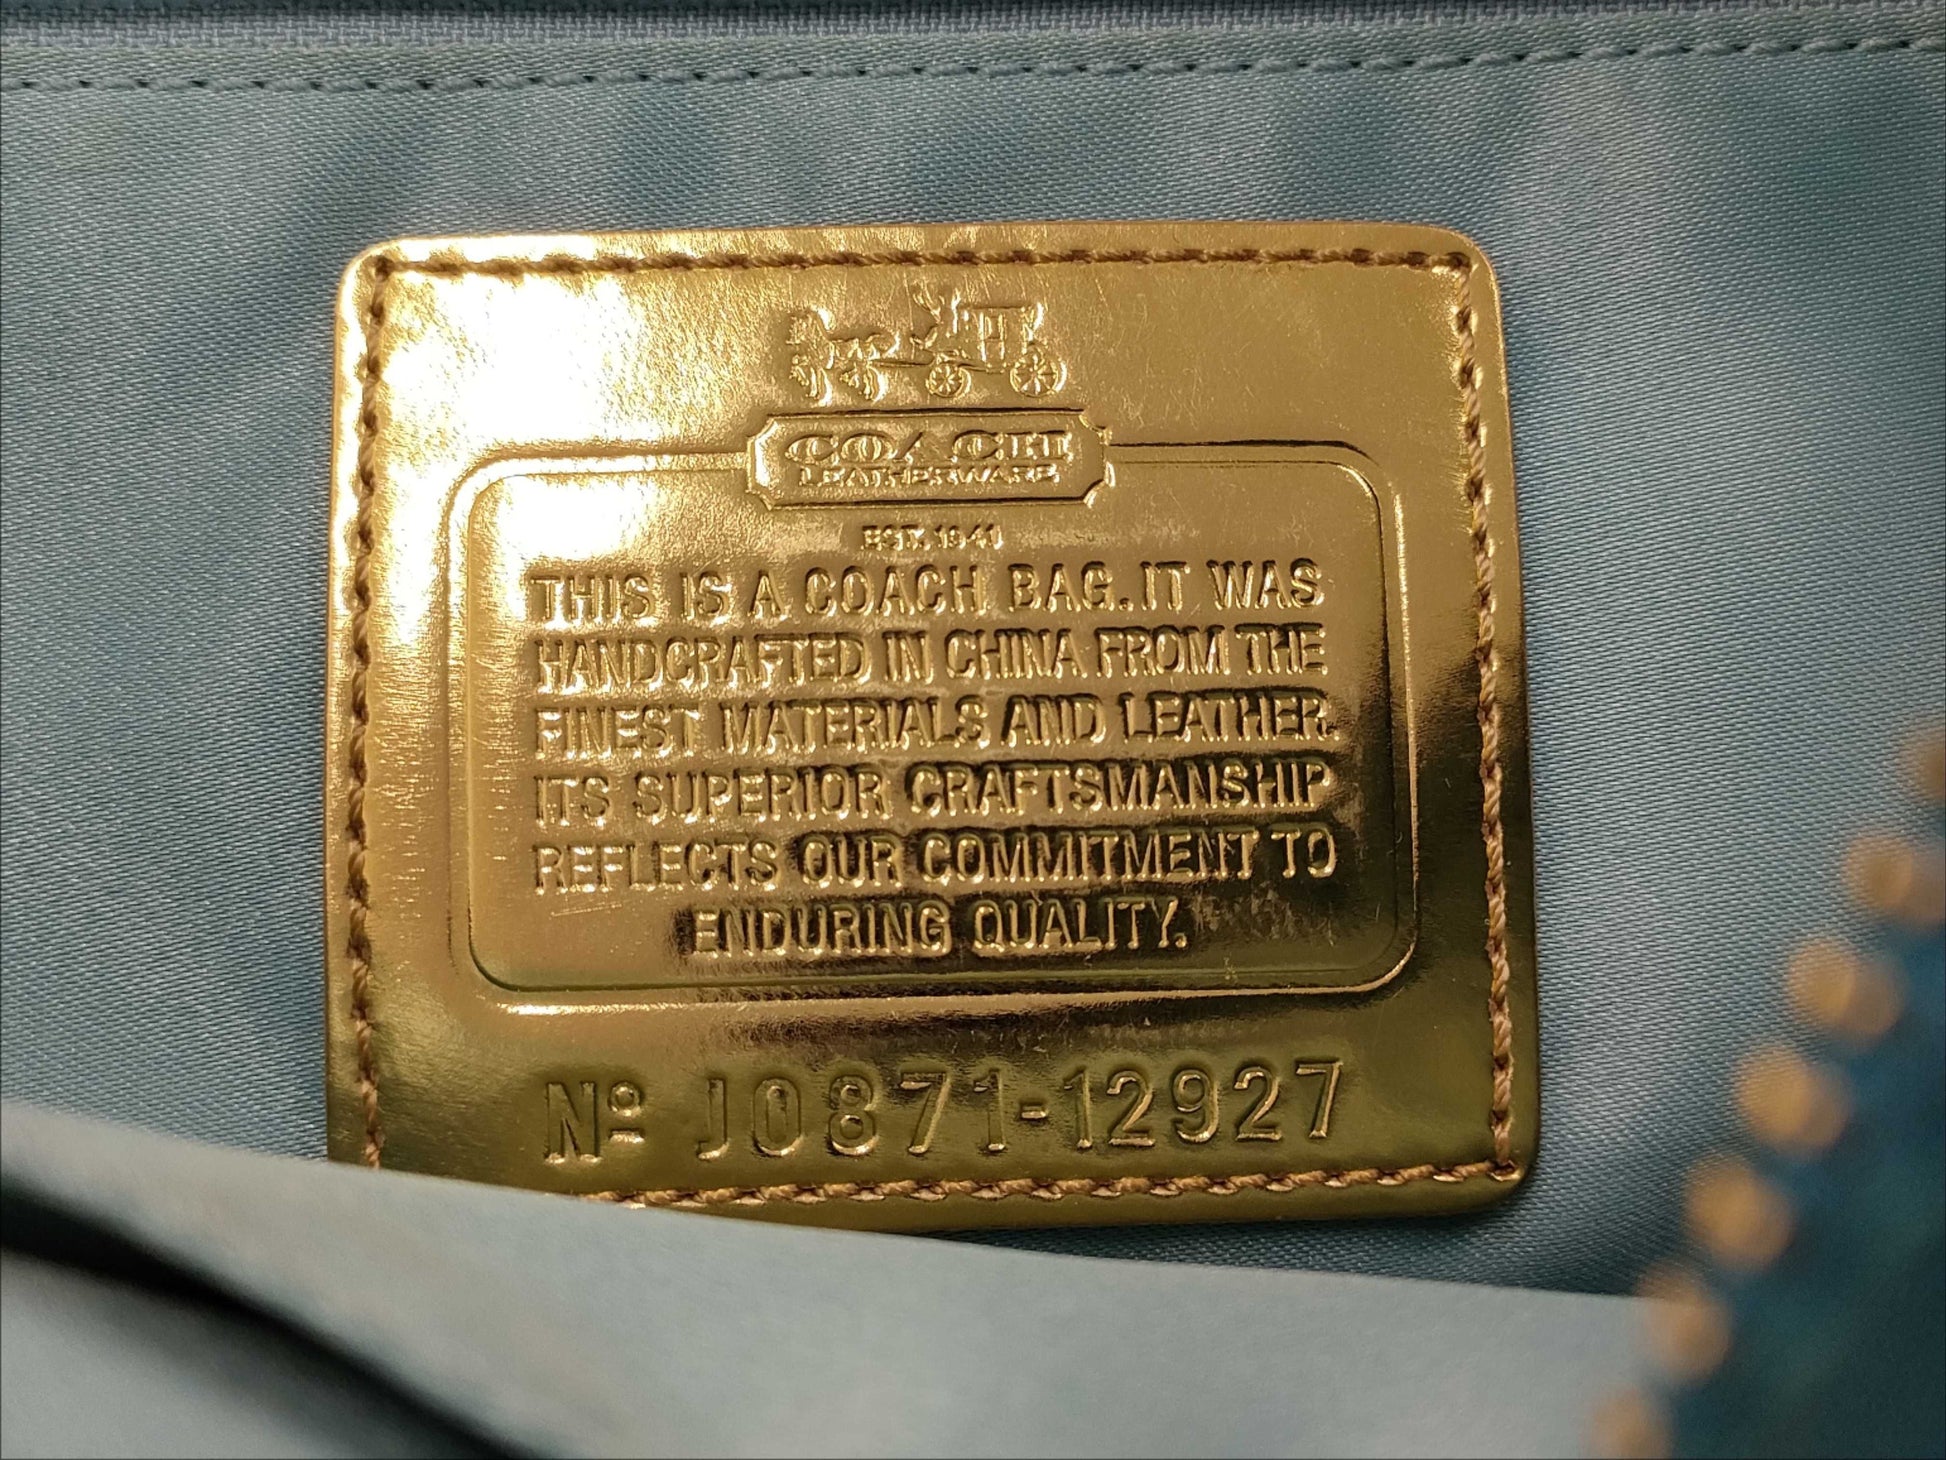 COACH
LEATHERWARE
EST. 1941
THIS IS A COACH BAG. IT WAS
HANDCRAFTED IN CHINA FROM THE
FINEST MATERIALS AND LEATHER.
ITS SUPERIOR CRAFTSMANSHIP
REFLECTS OUR COMMITMENT TO
ENDURING QUALITY.
Nº J0871-12927